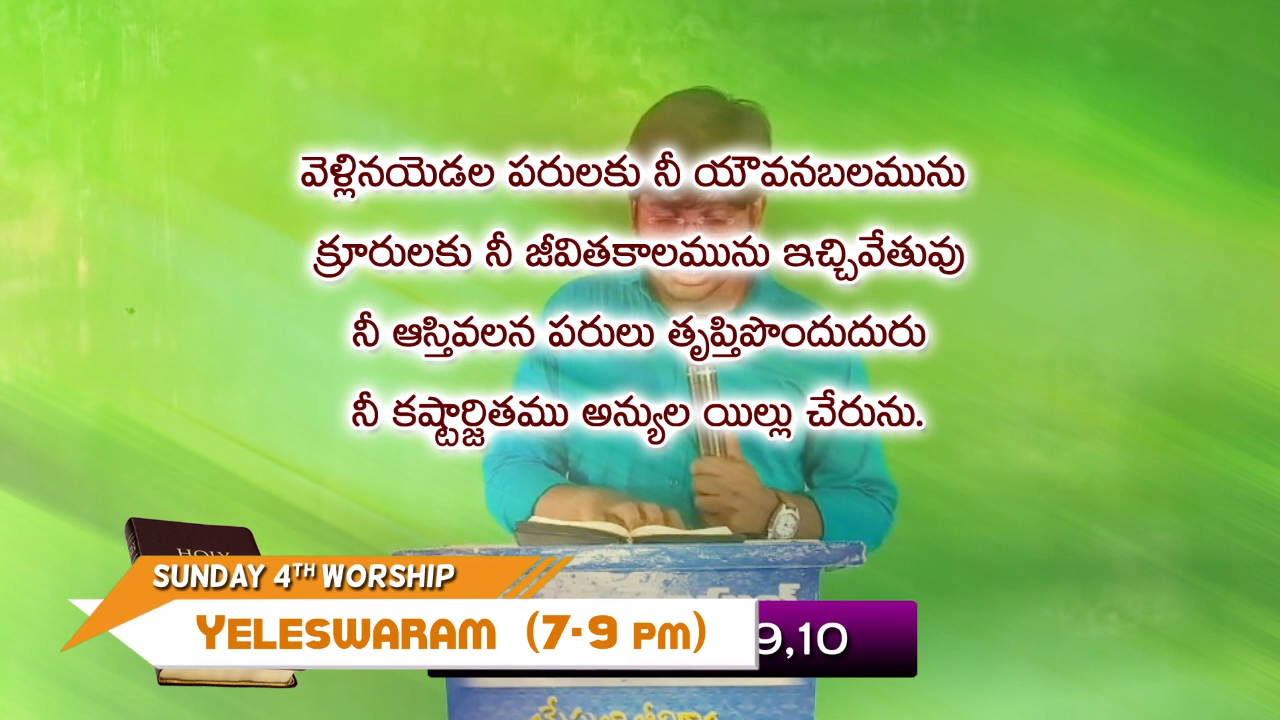 వెళ్లినయెడల పరులకు నీ యౌవనబలమును
క్రూరులకు నీ జీవితకాలమును ఇచ్చివేతువు
నీ ఆస్తివలన పరులు తృప్తిపొందుదురు
నీ కష్టార్జితము అన్యుల యిల్లు చేరును.
HOLY
SUNDAY 4TH WORSHIP
YELESWARAM (7-9 PM)
9,10